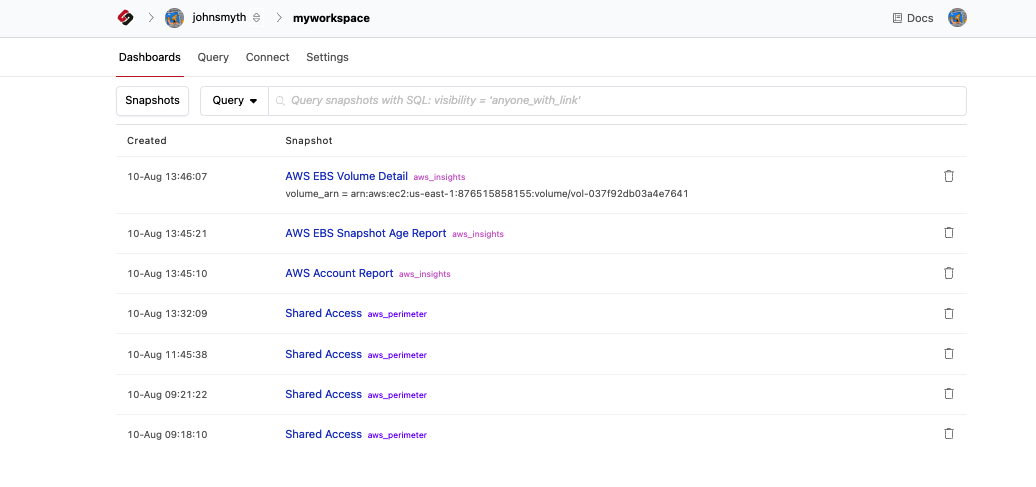 johnsmyth myworkspace Docs
Dashboards Query Connect Settings
Snapshots Query Query snapshots with SQL: visibility = 'anyone_with_link'
Created Snapshot
10-Aug 13:46:07 AWS EBS Volume Detail aws_insights
volume_arn = arn:aws:ec2:us-east-1:876515858155:volume/vol-037f92db03a4e7641
10-Aug 13:45:21 AWS EBS Snapshot Age Report aws_insights
10-Aug 13:45:10 AWS Account Report aws_insights
10-Aug 13:32:09 Shared Access aws_perimeter
10-Aug 11:45:38 Shared Access aws_perimeter
10-Aug 09:21:22 Shared Access aws_perimeter
10-Aug 09:18:10 Shared Access aws_perimeter